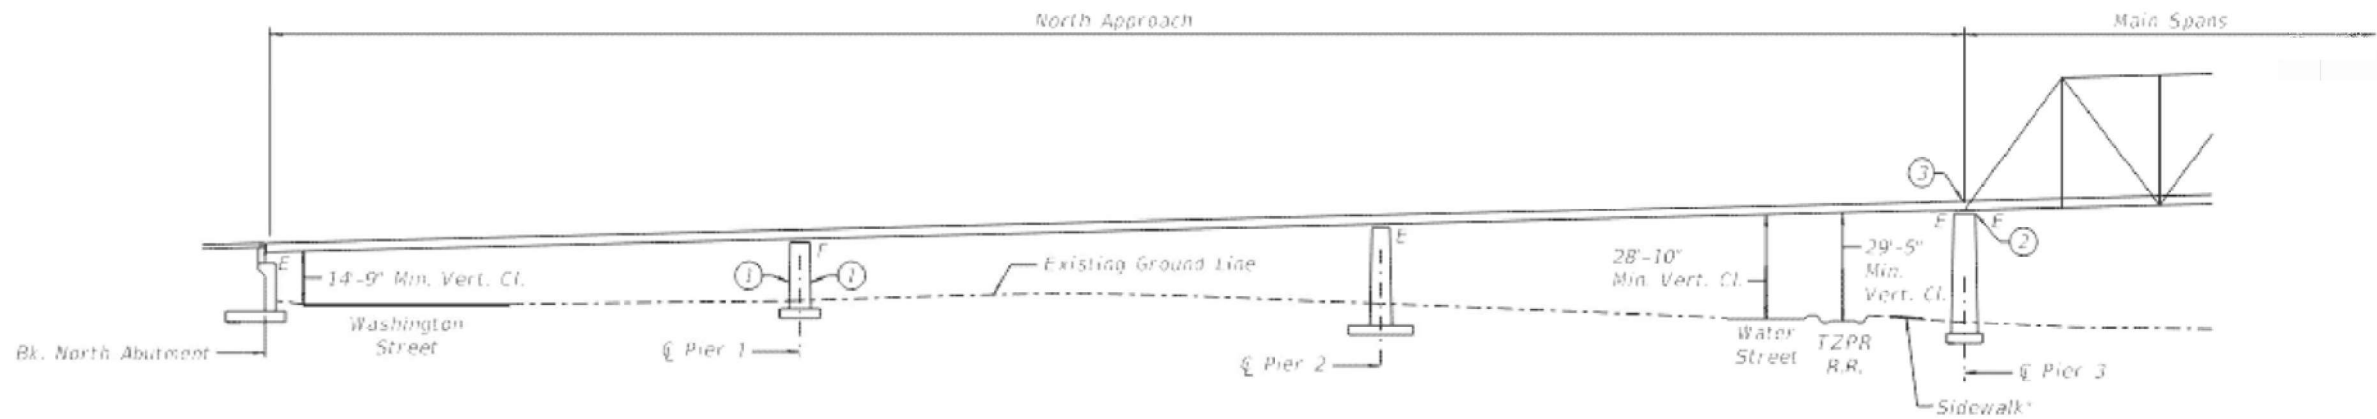 North Approach
Main Spans
3
E
E
F
E
E
2
14'-9" Min. Vert. Cl.
1
1
Existing Ground Line
28'-10"
Min. Vert. Cl.
29'-5"
Min.
Vert. Cl.
Washington
Street
Water
Street
TZPR
R.R.
Bk. North Abutment
℄ Pier 1
℄ Pier 2
℄ Pier 3
Sidewalk